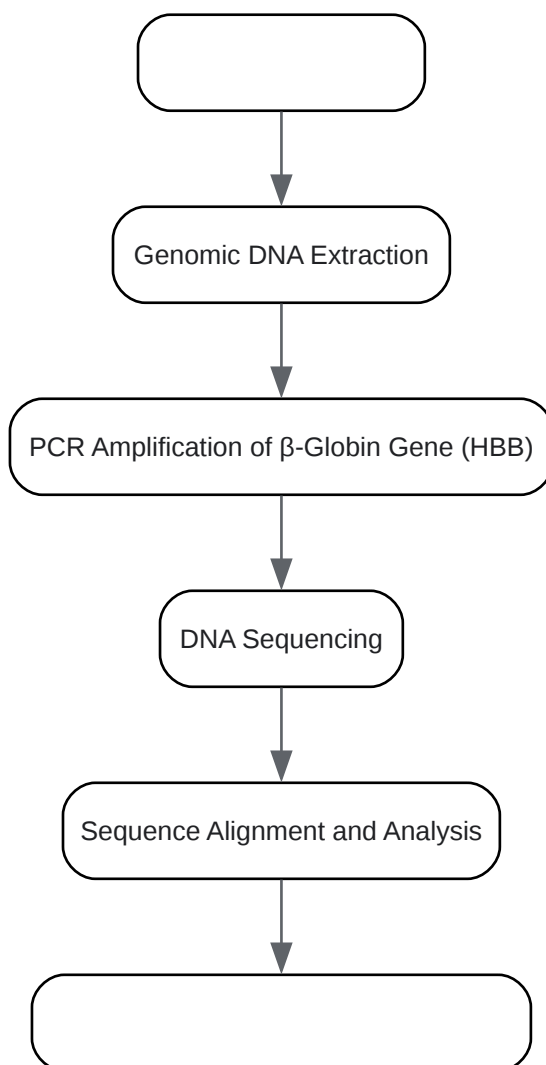 Genomic DNA Extraction
PCR Amplification of β-Globin Gene (HBB)
DNA Sequencing
Sequence Alignment and Analysis